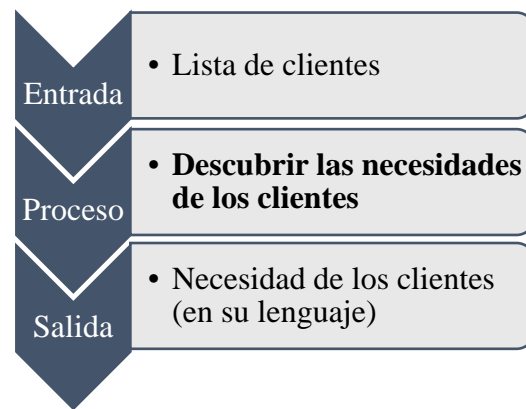 Entrada
• Lista de clientes
Proceso
• Descubrir las necesidades
de los clientes
Salida
• Necesidad de los clientes
(en su lenguaje)